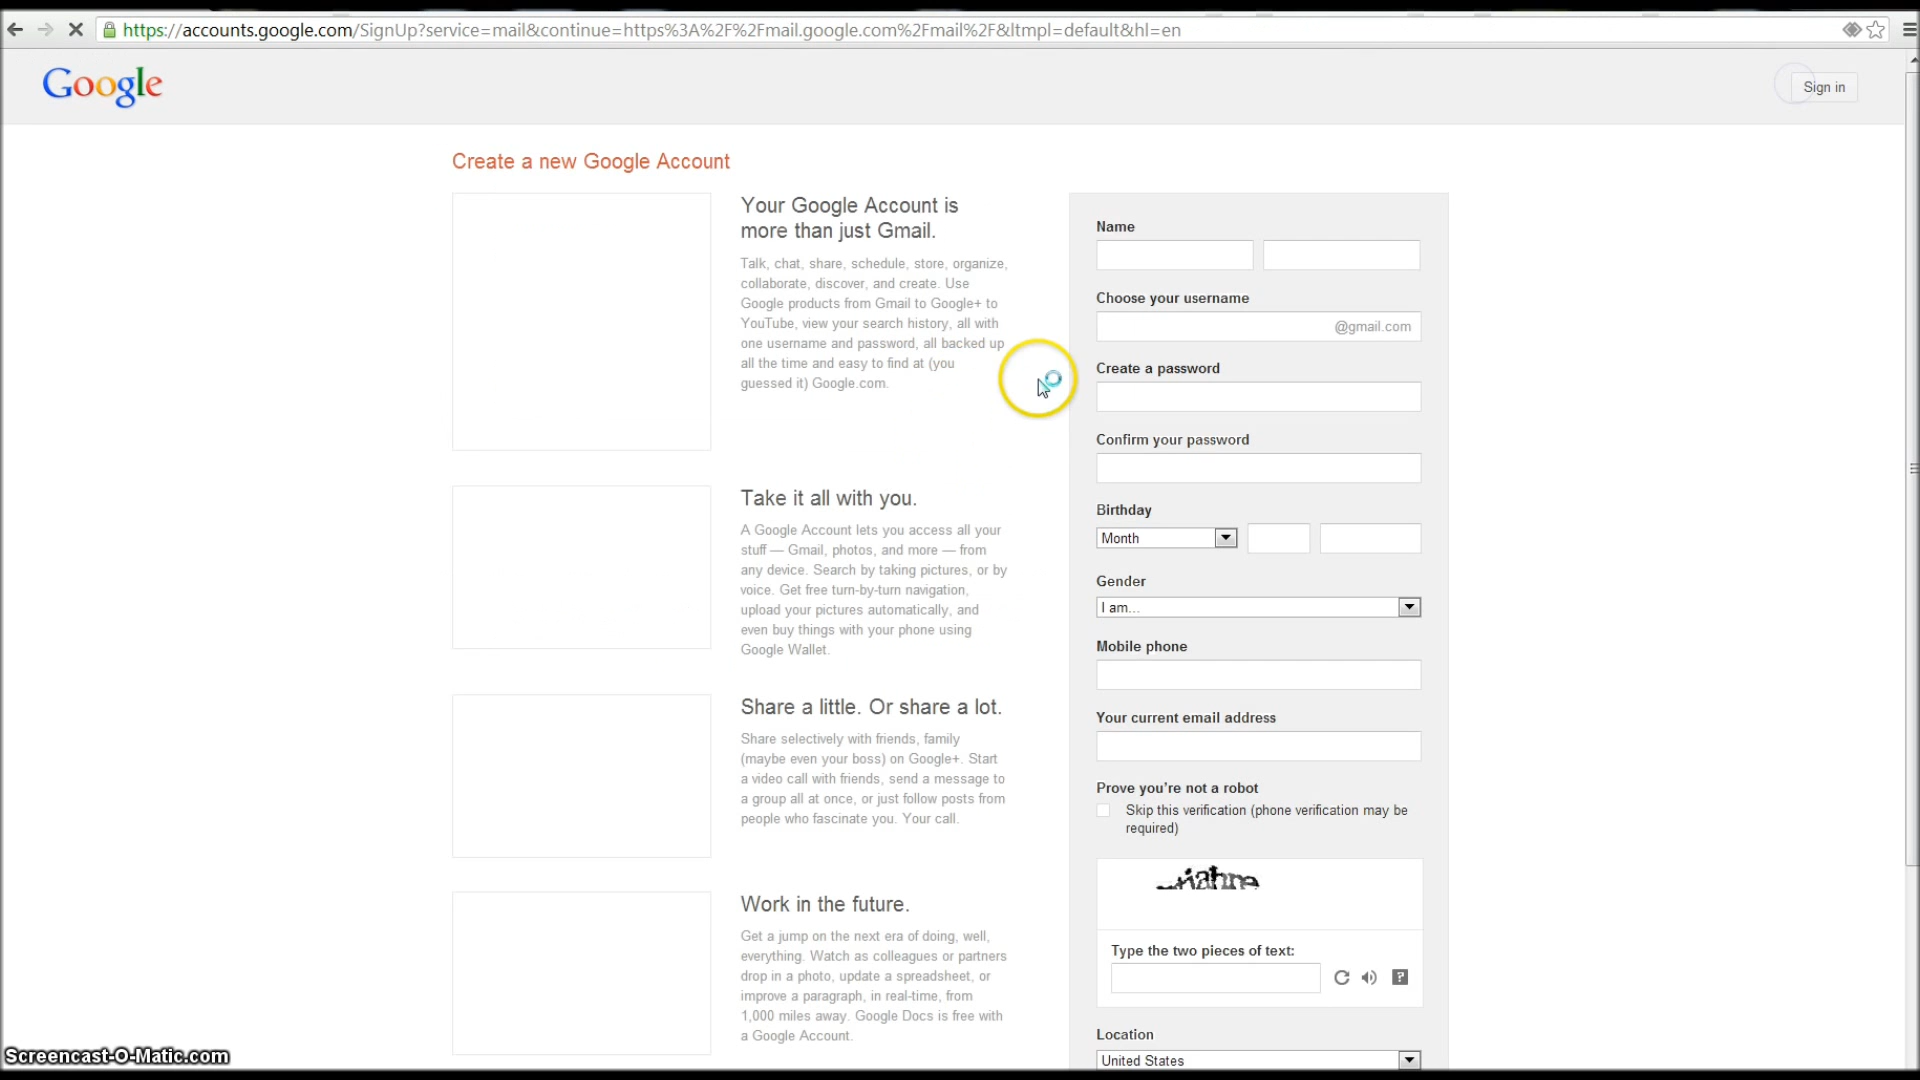 https://accounts.google.com/SignUp?service=mail&continue=https%3A%2F%2Fmail.google.com%2Fmail%2F&ltmpl=default&hl=en
Google
Sign in
Create a new Google Account
Your Google Account is
more than just Gmail.
Talk, chat, share, schedule, store, organize,
collaborate, discover, and create. Use
Google products from Gmail to Google+ to
YouTube, view your search history, all with
one username and password, all backed up
all the time and easy to find at (you
guessed it) Google.com.
Take it all with you.
A Google Account lets you access all your
stuff — Gmail, photos, and more — from
any device. Search by taking pictures, or by
voice. Get free turn-by-turn navigation,
upload your pictures automatically, and
even buy things with your phone using
Google Wallet.
Share a little. Or share a lot.
Share selectively with friends, family
(maybe even your boss) on Google+. Start
a video call with friends, send a message to
a group all at once, or just follow posts from
people who fascinate you. Your call.
Work in the future.
Get a jump on the next era of doing, well,
everything. Watch as colleagues or partners
drop in a photo, update a spreadsheet, or
improve a paragraph, in real-time, from
1,000 miles away. Google Docs is free with
a Google Account.
Name
Choose your username
@gmail.com
Create a password
Confirm your password
Birthday
Month
Gender
I am...
Mobile phone
Your current email address
Prove you're not a robot
Skip this verification (phone verification may be
required)
Type the two pieces of text:
?
Location
United States
Screencast-O-Matic.com